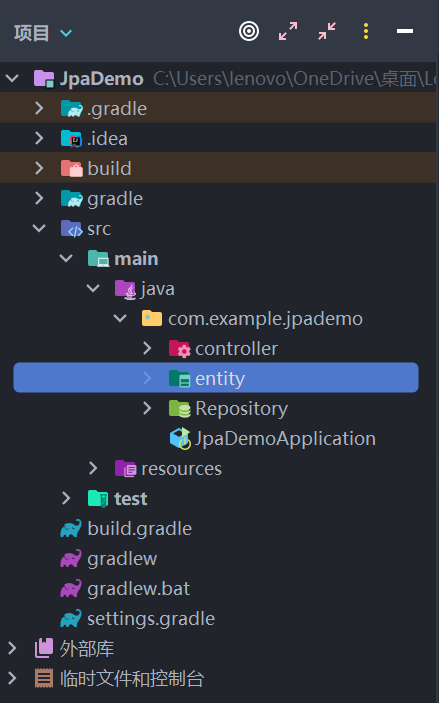 项目
JpaDemo C:\Users\lenovo\OneDrive\桌面\L
.gradle
.idea
build
gradle
src
main
java
com.example.jpademo
controller
entity
Repository
JpaDemoApplication
resources
test
build.gradle
gradlew
gradlew.bat
settings.gradle
外部库
临时文件和控制台